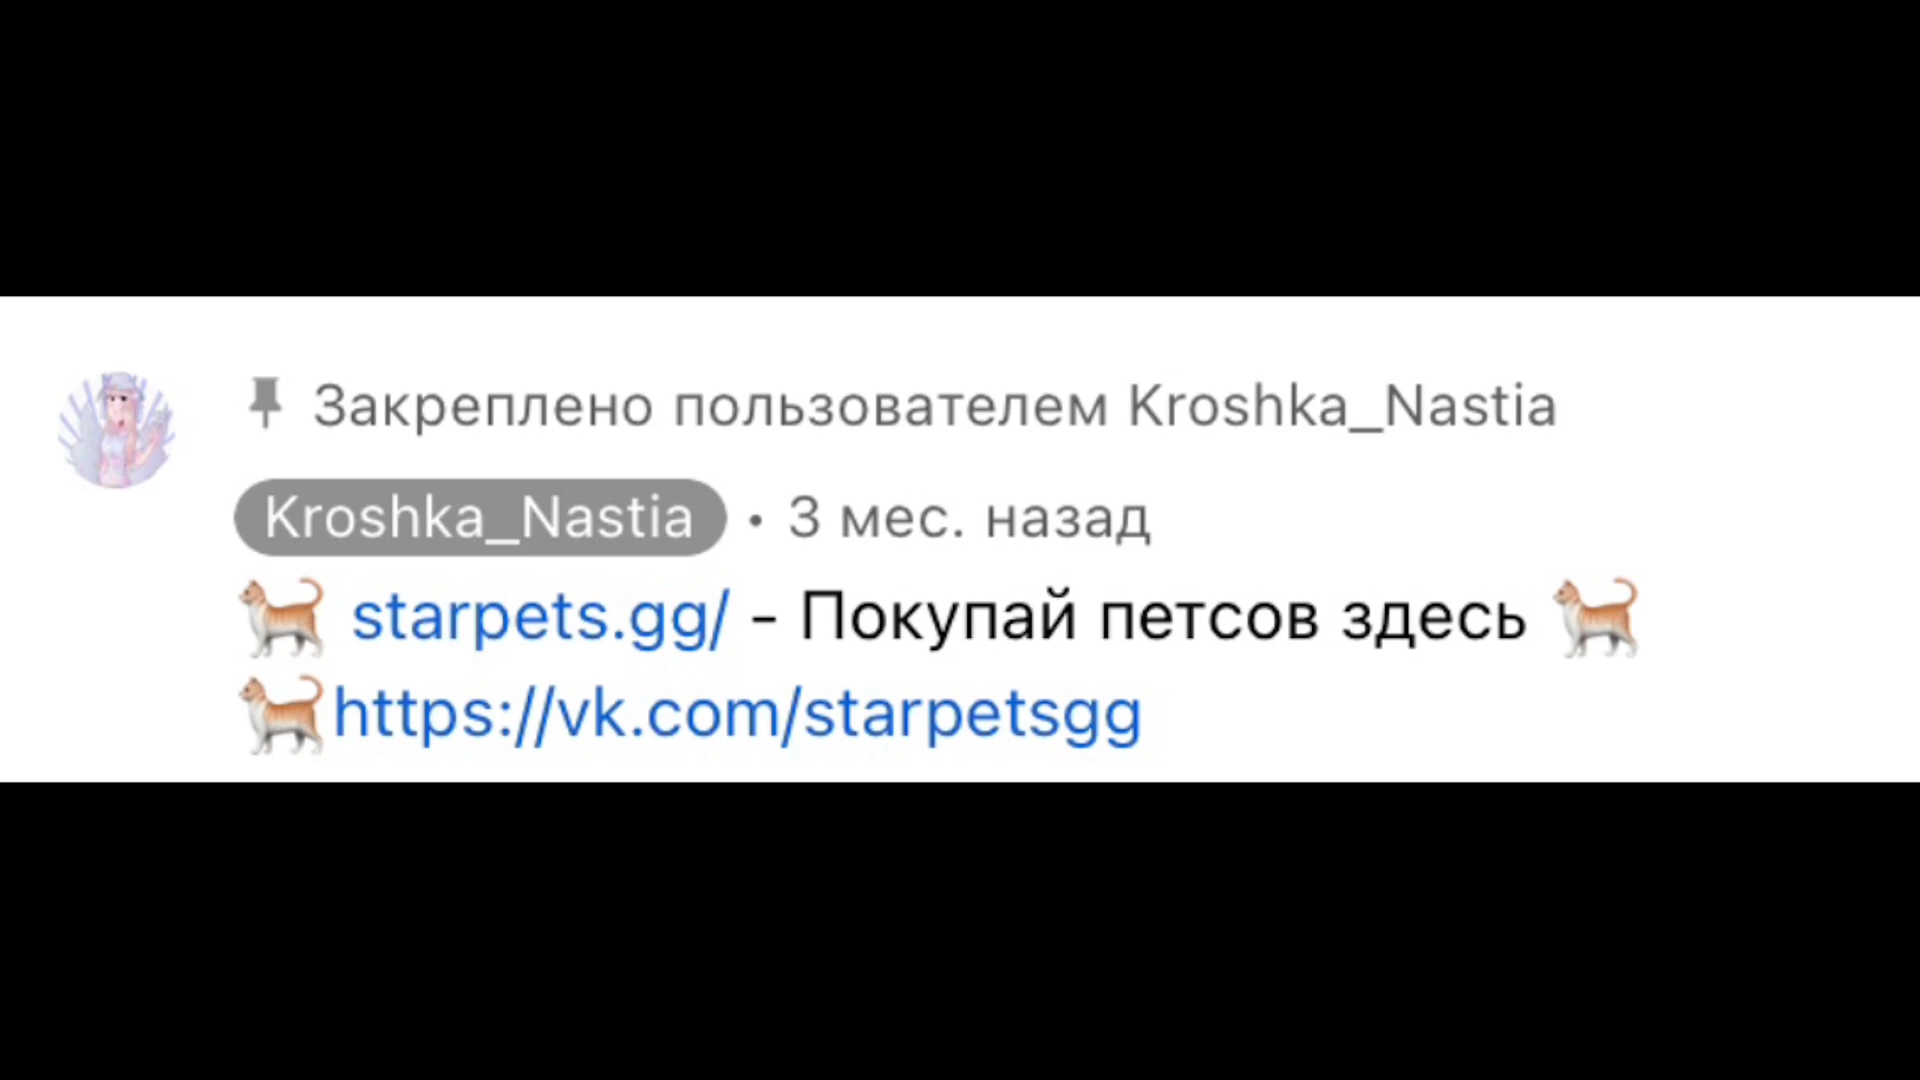 Закреплено пользователем Kroshka_Nastia
Kroshka_Nastia • 3 мес. назад
🐈 starpets.gg/ - Покупай петсов здесь 🐈
🐈https://vk.com/starpetsgg